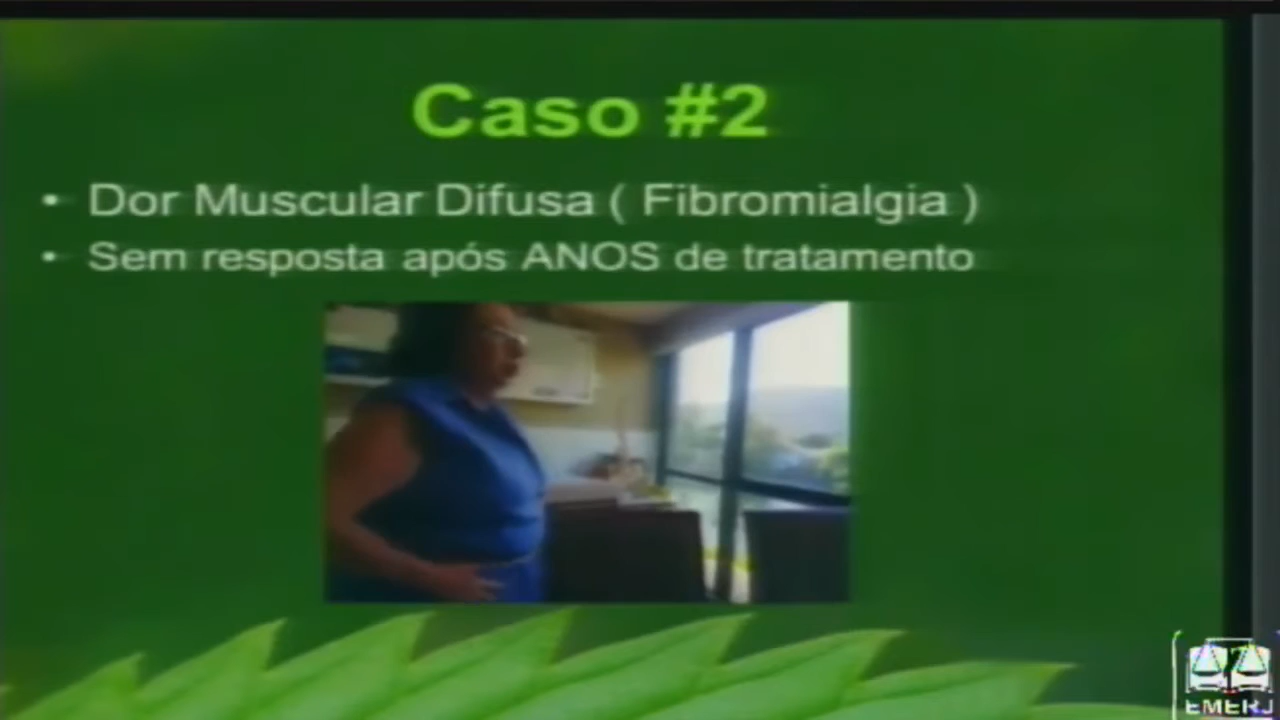 Caso #2
• Dor Muscular Difusa ( Fibromialgia )
• Sem resposta após ANOS de tratamento
EMERJ